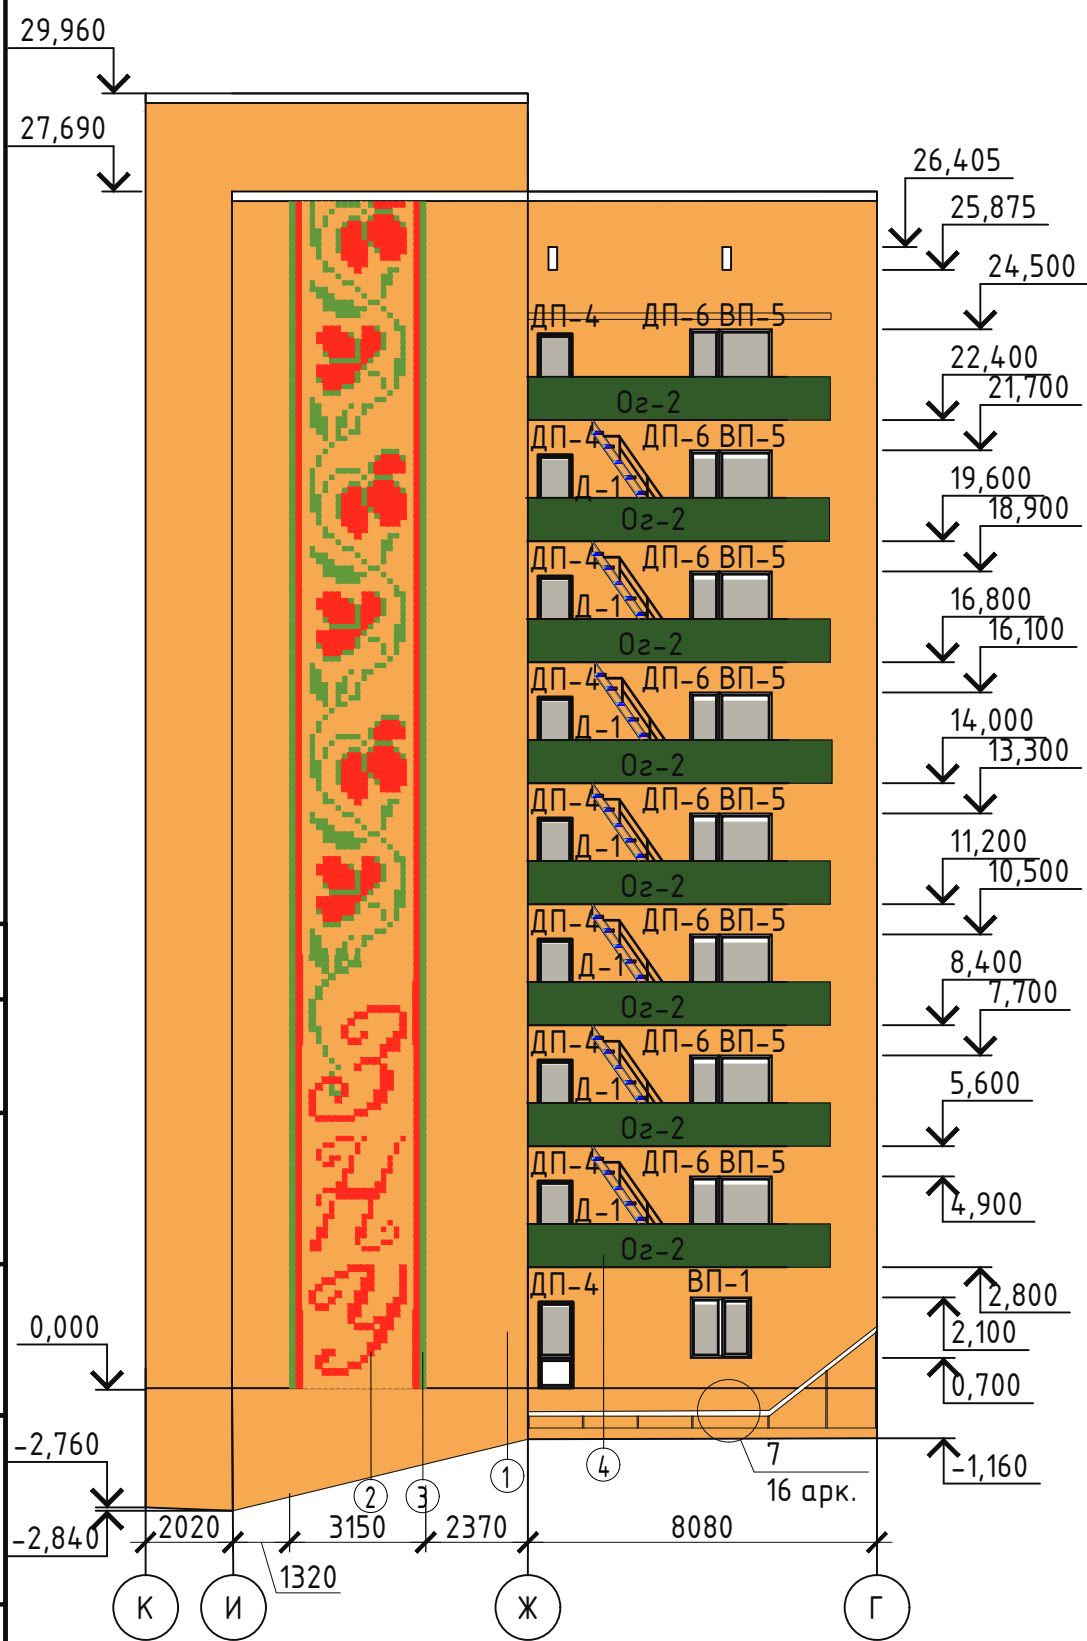 29,960
27,690
26,405
25,875
24,500
ДП-4 ДП-6 ВП-5
22,400
21,700
Ог-2
ДП-4 ДП-6 ВП-5
Д-1
19,600
18,900
Ог-2
ДП-4 ДП-6 ВП-5
Д-1
16,800
16,100
Ог-2
ДП-4 ДП-6 ВП-5
Д-1
14,000
13,300
Ог-2
ДП-4 ДП-6 ВП-5
Д-1
11,200
10,500
Ог-2
ДП-4 ДП-6 ВП-5
Д-1
8,400
7,700
Ог-2
ДП-4 ДП-6 ВП-5
Д-1
5,600
Ог-2
ДП-4 ДП-6 ВП-5
Д-1
4,900
Ог-2
ДП-4 ВП-1
2,800
0,000
2,100
0,700
-2,760
-1,160
7
16 арк.
1
2
3
4
-2,840
2020
3150
2370
8080
1320
К
И
Ж
Г